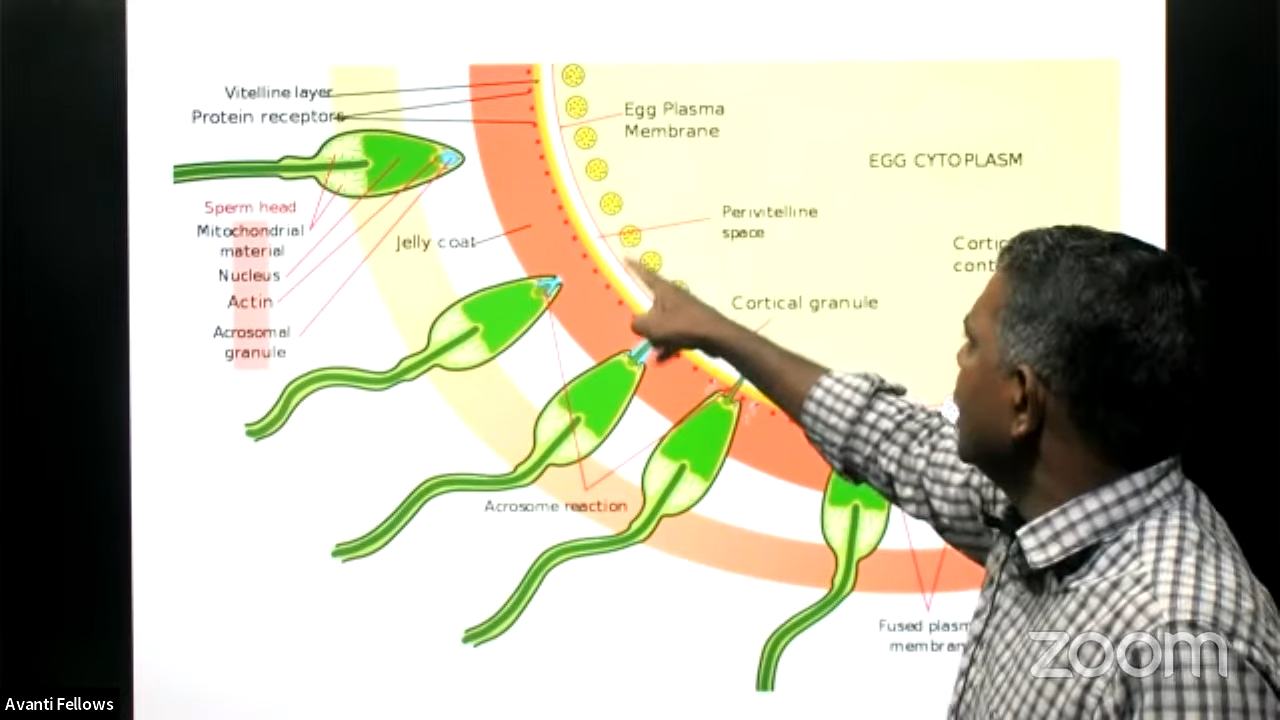 Vitelline layer
Protein receptors
Egg Plasma
Membrane
EGG CYTOPLASM
Sperm head
Mitochondrial
material
Nucleus
Actin
Acrosomal
granule
Jelly coat
Perivitelline
space
Cortical granule
Acrosome reaction
Fused
zoom
Avanti Fellows